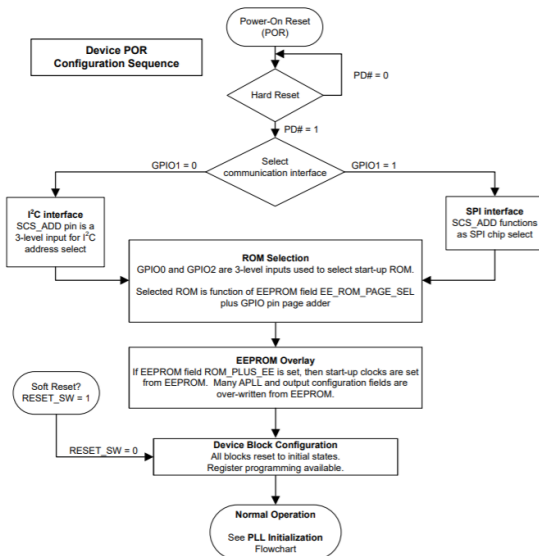 Power-On Reset
(POR)
Device POR
Configuration Sequence
PD# = 0
Hard Reset
PD# = 1
Select
communication interface
GPIO1 = 0
GPIO1 = 1
I²C interface
SCS_ADD pin is a
3-level input for I²C
address select
SPI interface
SCS_ADD functions
as SPI chip select
ROM Selection
GPIO0 and GPIO2 are 3-level inputs used to select start-up ROM.
Selected ROM is function of EEPROM field EE_ROM_PAGE_SEL
plus GPIO pin page adder
EEPROM Overlay
If EEPROM field ROM_PLUS_EE is set, then start-up clocks are set
from EEPROM. Many APLL and output configuration fields are
over-written from EEPROM.
Soft Reset?
RESET_SW = 1
RESET_SW = 0
Device Block Configuration
All blocks reset to initial states.
Register programming available.
Normal Operation
See PLL Initialization
Flowchart